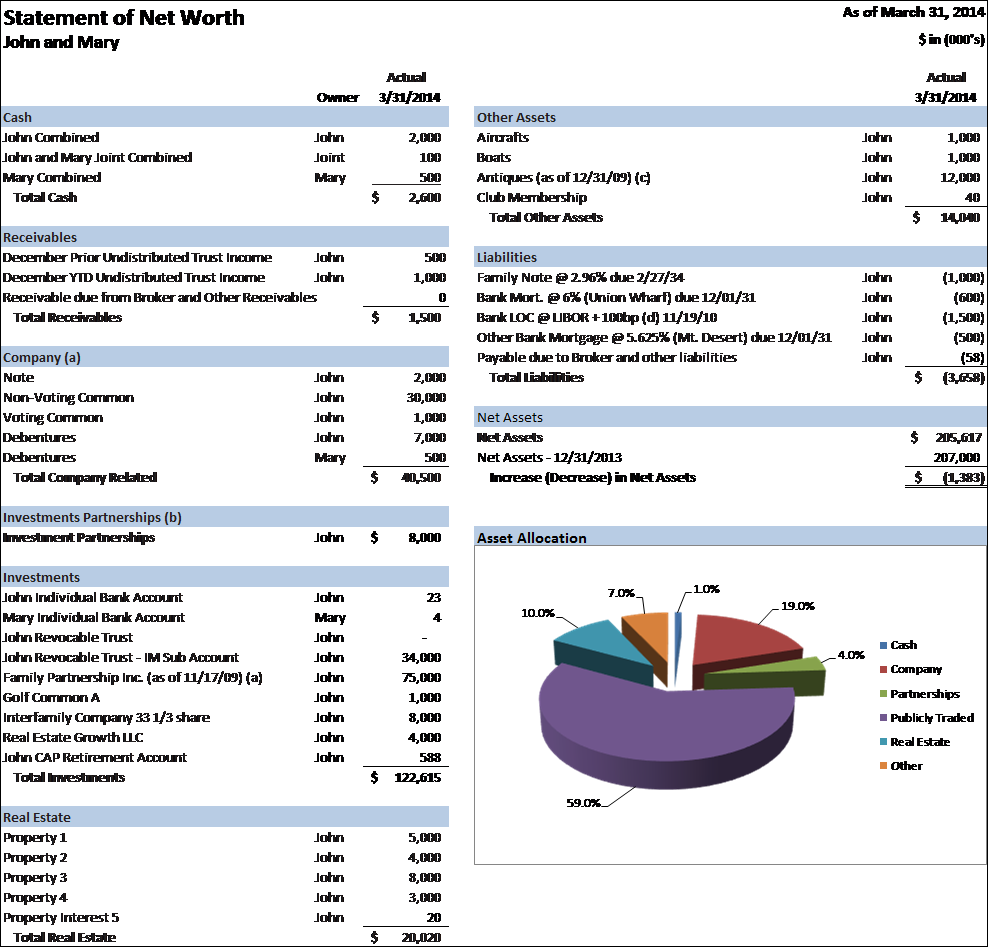 Statement of Net Worth
As of March 31, 2014
John and Mary
$ in (000's)
Actual
Owner 3/31/2014
Cash
John Combined John 2,000
John and Mary Joint Combined Joint 100
Mary Combined Mary 500
Total Cash $ 2,600
Receivables
December Prior Undistributed Trust Income John 500
December YTD Undistributed Trust Income John 1,000
Receivable due from Broker and Other Receivables 0
Total Receivables $ 1,500
Company (a)
Note John 2,000
Non-Voting Common John 30,000
Voting Common John 1,000
Debentures John 7,000
Debentures Mary 500
Total Company Related $ 40,500
Investments Partnerships (b)
Investment Partnerships John $ 8,000
Investments
John Individual Bank Account John 23
Mary Individual Bank Account Mary 4
John Revocable Trust John -
John Revocable Trust - IM Sub Account John 34,000
Family Partnership Inc. (as of 11/17/09) (a) John 75,000
Golf Common A John 1,000
Interfamily Company 33 1/3 share John 8,000
Real Estate Growth LLC John 4,000
John CAP Retirement Account John 588
Total Investments $ 122,615
Real Estate
Property 1 John 5,000
Property 2 John 4,000
Property 3 John 8,000
Property 4 John 3,000
Property Interest 5 John 20
Total Real Estate $ 20,020
Actual
3/31/2014
Other Assets
Aircrafts John 1,000
Boats John 1,000
Antiques (as of 12/31/09) (c) John 12,000
Club Membership John 40
Total Other Assets $ 14,040
Liabilities
Family Note @ 2.96% due 2/27/34 John (1,000)
Bank Mort. @ 6% (Union Wharf) due 12/01/31 John (600)
Bank LOC @ LIBOR + 100bp (d) 11/19/10 John (1,500)
Other Bank Mortgage @ 5.625% (Mt. Desert) due 12/01/31 John (500)
Payable due to Broker and other liabilities John (58)
Total Liabilities $ (3,658)
Net Assets
Net Assets $ 205,617
Net Assets - 12/31/2013 207,000
Increase (Decrease) in Net Assets $ (1,383)
Asset Allocation
1.0%
7.0%
19.0%
10.0%
4.0%
59.0%
Cash
Company
Partnerships
Publicly Traded
Real Estate
Other